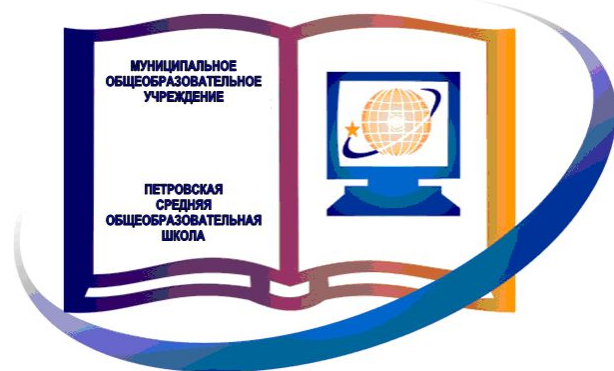 МУНИЦИПАЛЬНОЕ
ОБЩЕОБРАЗОВАТЕЛЬНОЕ
УЧРЕЖДЕНИЕ
ПЕТРОВСКАЯ
СРЕДНЯЯ
ОБЩЕОБРАЗОВАТЕЛЬНАЯ
ШКОЛА